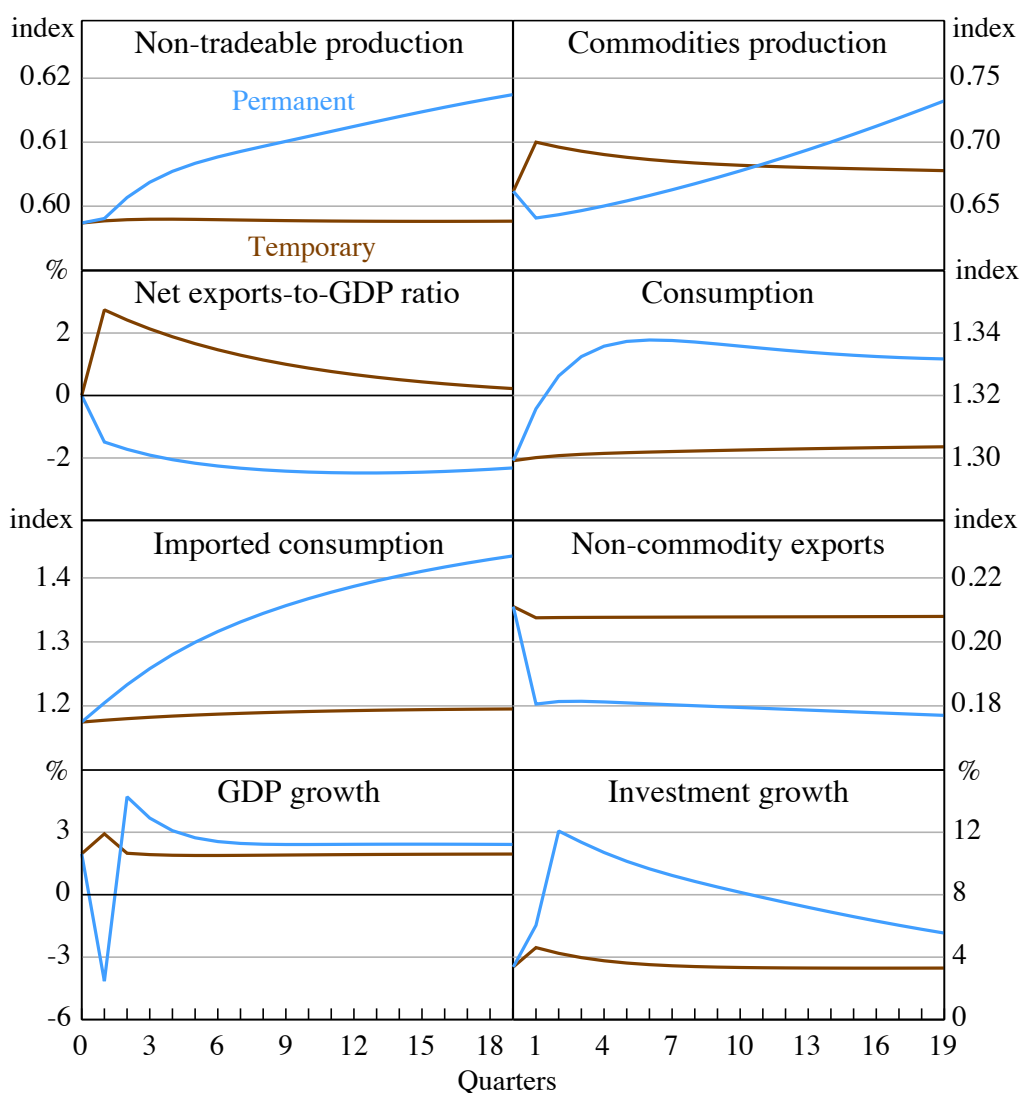 index
index
Non-tradeable production
Commodities production
0.62
0.75
Permanent
0.61
0.70
0.60
0.65
Temporary
%
index
Net exports-to-GDP ratio
Consumption
2
1.34
0
1.32
-2
1.30
index
index
Imported consumption
Non-commodity exports
1.4
0.22
1.3
0.20
1.2
0.18
%
%
GDP growth
Investment growth
3
12
0
8
-3
4
-6
0
0 3 6 9 12 15 18 1 4 7 10 13 16 19
Quarters